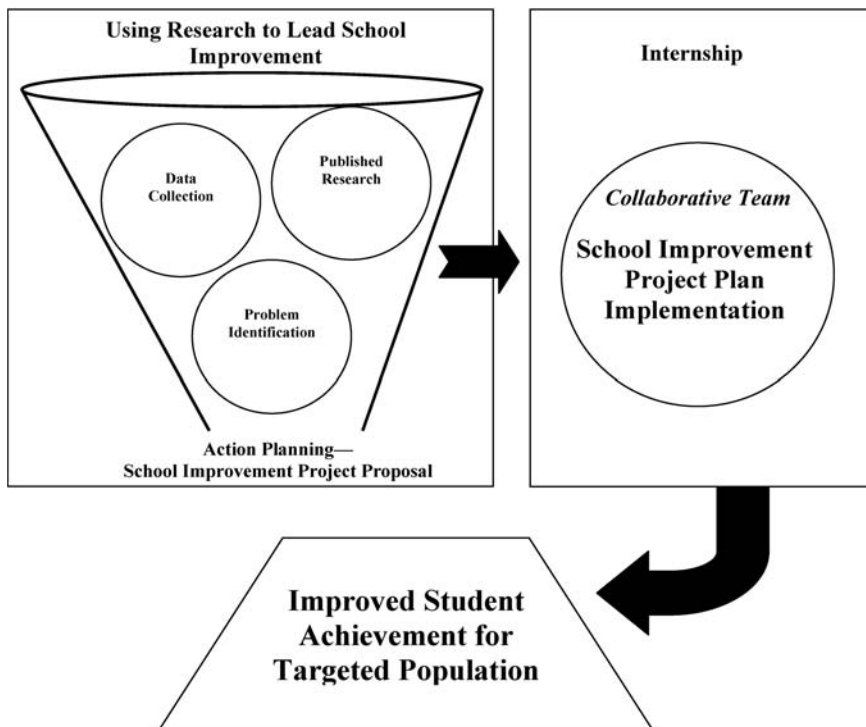 Using Research to Lead School
Improvement
Data
Collection
Published
Research
Problem
Identification
Action Planning—
School Improvement Project Proposal
Internship
Collaborative Team
School Improvement
Project Plan
Implementation
Improved Student
Achievement for
Targeted Population